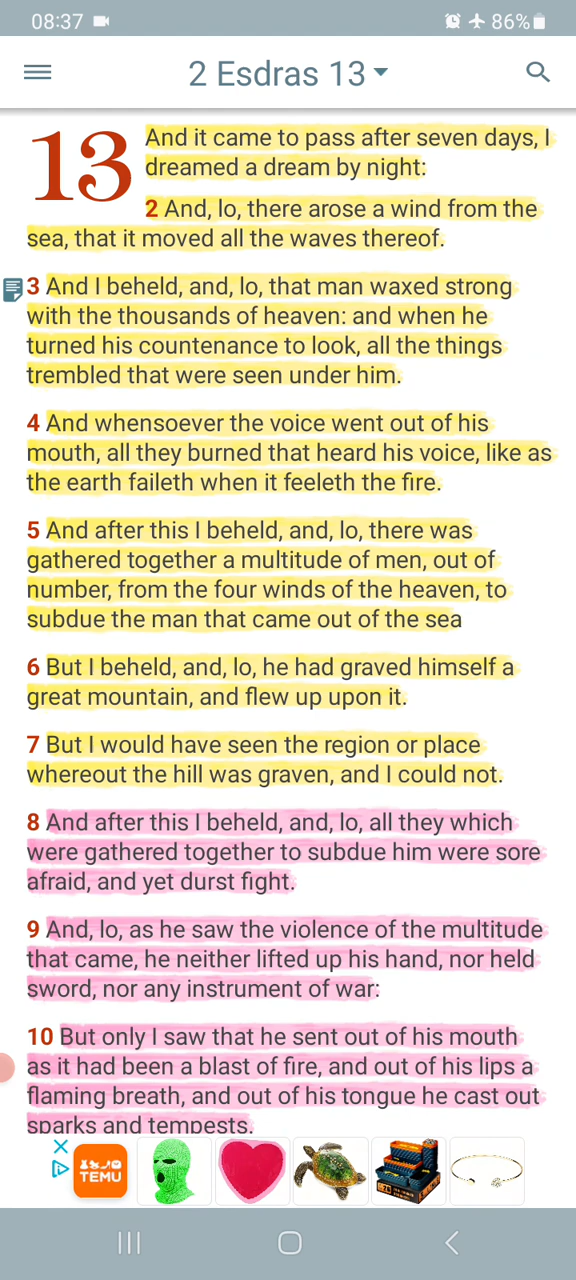 08:37 86%
2 Esdras 13
13 And it came to pass after seven days, I
dreamed a dream by night:
2 And, lo, there arose a wind from the
sea, that it moved all the waves thereof.
3 And I beheld, and, lo, that man waxed strong
with the thousands of heaven: and when he
turned his countenance to look, all the things
trembled that were seen under him.
4 And whensoever the voice went out of his
mouth, all they burned that heard his voice, like as
the earth faileth when it feeleth the fire.
5 And after this I beheld, and, lo, there was
gathered together a multitude of men, out of
number, from the four winds of the heaven, to
subdue the man that came out of the sea
6 But I beheld, and, lo, he had graved himself a
great mountain, and flew up upon it.
7 But I would have seen the region or place
whereout the hill was graven, and I could not.
8 And after this I beheld, and, lo, all they which
were gathered together to subdue him were sore
afraid, and yet durst fight.
9 And, lo, as he saw the violence of the multitude
that came, he neither lifted up his hand, nor held
sword, nor any instrument of war:
10 But only I saw that he sent out of his mouth
as it had been a blast of fire, and out of his lips a
flaming breath, and out of his tongue he cast out
sparks and tempests.
TEMU